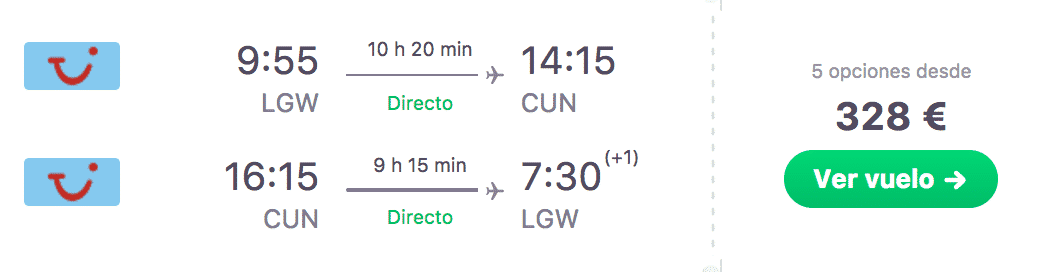 9:55 10 h 20 min 14:15
LGW Directo CUN
16:15 9 h 15 min 7:30(+1)
CUN Directo LGW
5 opciones desde
328 €
Ver vuelo →